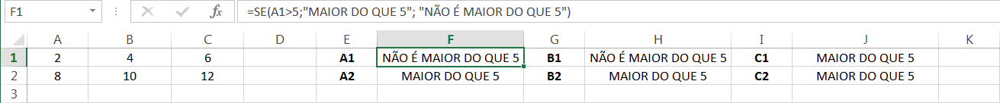 F1 fx =SE(A1>5;"MAIOR DO QUE 5"; "NÃO É MAIOR DO QUE 5")
A B C D E F G H I J K
1 2 4 6 A1 NÃO É MAIOR DO QUE 5 B1 NÃO É MAIOR DO QUE 5 C1 MAIOR DO QUE 5
2 8 10 12 A2 MAIOR DO QUE 5 B2 MAIOR DO QUE 5 C2 MAIOR DO QUE 5
3